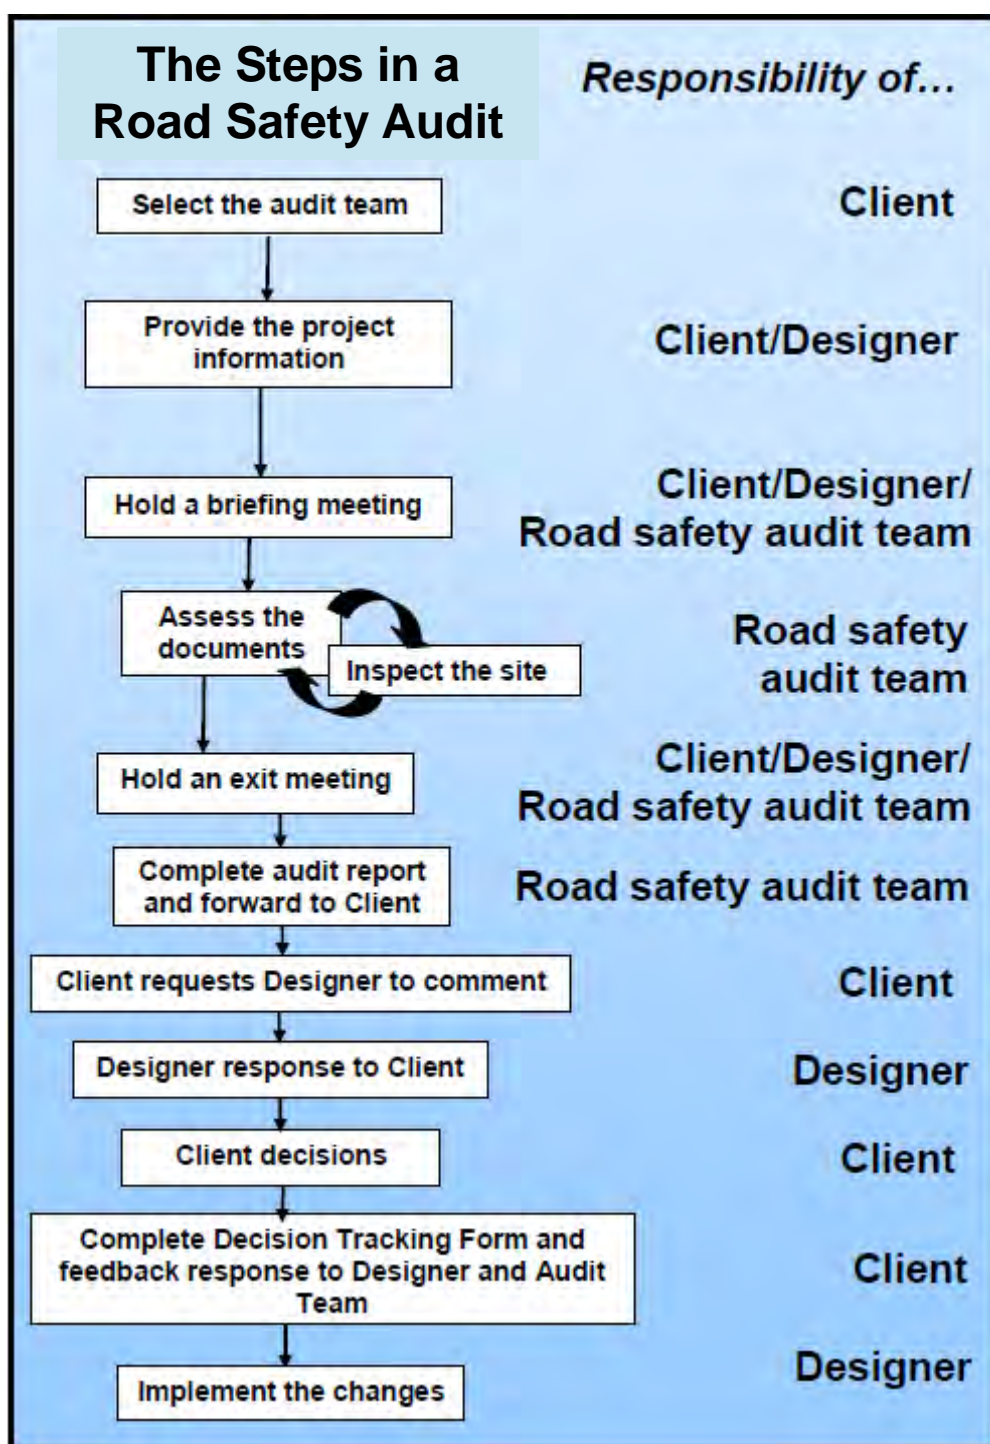 The Steps in a
Road Safety Audit
Responsibility of...
Select the audit team
Client
Provide the project
information
Client/Designer
Hold a briefing meeting
Client/Designer/
Road safety audit team
Assess the
documents
Inspect the site
Road safety
audit team
Hold an exit meeting
Client/Designer/
Road safety audit team
Complete audit report
and forward to Client
Road safety audit team
Client requests Designer to comment
Client
Designer response to Client
Designer
Client decisions
Client
Complete Decision Tracking Form and
feedback response to Designer and Audit
Team
Client
Implement the changes
Designer